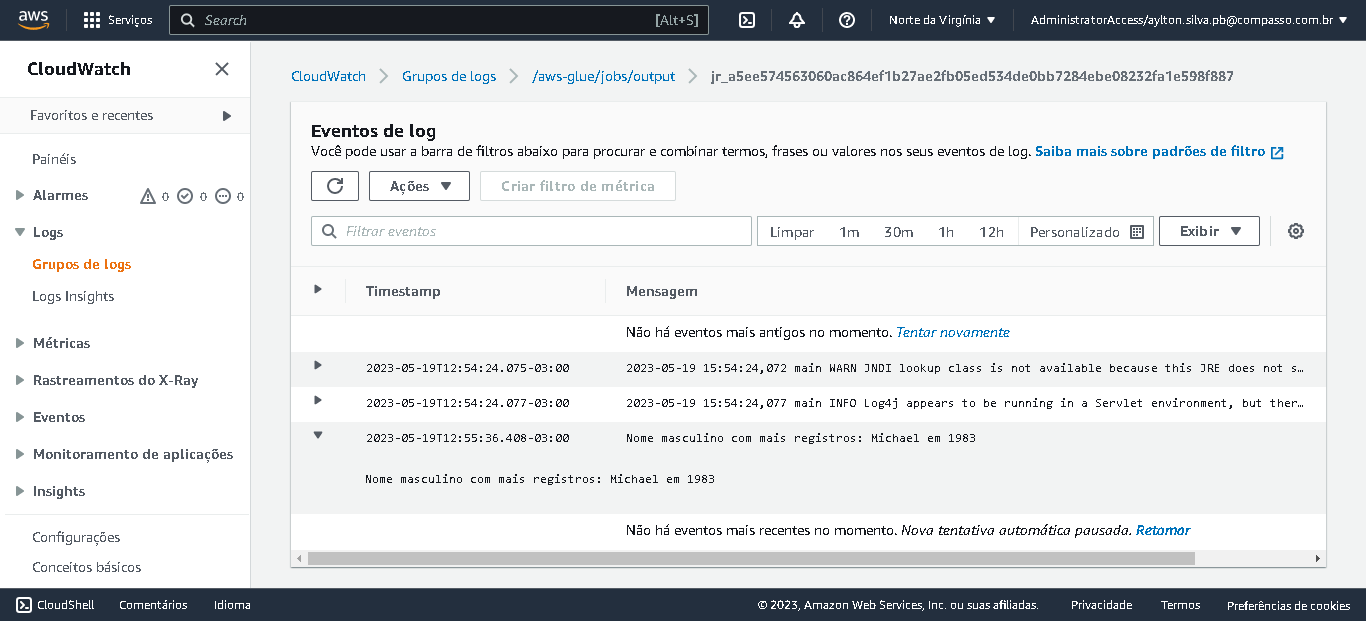 aws
Serviços
Search
[Alt+S]
Norte da Virgínia
AdministratorAccess/aylton.silva.pb@compasso.com.br
CloudWatch
Favoritos e recentes
Painéis
Alarmes
0
0
0
Logs
Grupos de logs
Logs Insights
Métricas
Rastreamentos do X-Ray
Eventos
Monitoramento de aplicações
Insights
Configurações
Conceitos básicos
CloudWatch
Grupos de logs
/aws-glue/jobs/output
jr_a5ee574563060ac864ef1b27ae2fb05ed534de0bb7284ebe08232fa1e598f887
Eventos de log
Você pode usar a barra de filtros abaixo para procurar e combinar termos, frases ou valores nos seus eventos de log. Saiba mais sobre padrões de filtro
Ações
Criar filtro de métrica
Filtrar eventos
Limpar
1m
30m
1h
12h
Personalizado
Exibir
Timestamp
Mensagem
Não há eventos mais antigos no momento. Tentar novamente
2023-05-19T12:54:24.075-03:00
2023-05-19 15:54:24,072 main WARN JNDI lookup class is not available because this JRE does not s…
2023-05-19T12:54:24.077-03:00
2023-05-19 15:54:24,077 main INFO Log4j appears to be running in a Servlet environment, but ther…
2023-05-19T12:55:36.408-03:00
Nome masculino com mais registros: Michael em 1983
Nome masculino com mais registros: Michael em 1983
Não há eventos mais recentes no momento. Nova tentativa automática pausada. Retomar
CloudShell
Comentários
Idioma
© 2023, Amazon Web Services, Inc. ou suas afiliadas.
Privacidade
Termos
Preferências de cookies